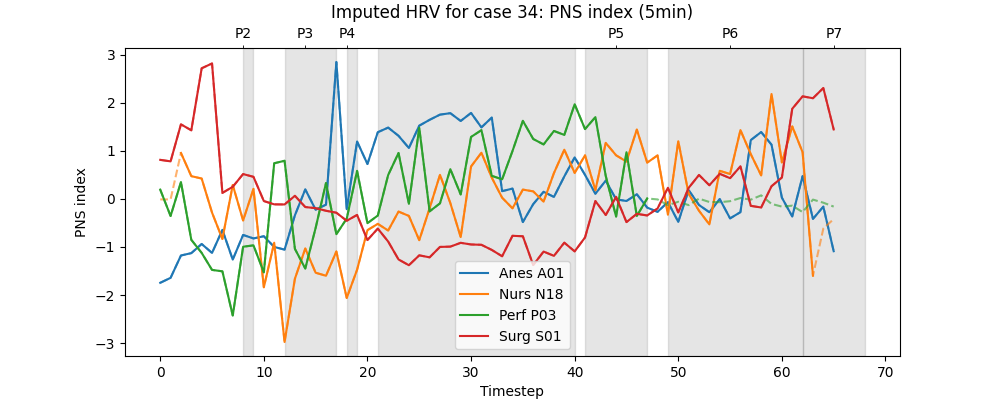 Imputed HRV for case 34: PNS index (5min)
P2 P3 P4 P5 P6 P7
3
2
1
0
−1
−2
−3
PNS index
Anes A01
Nurs N18
Perf P03
Surg S01
0 10 20 30 40 50 60 70
Timestep